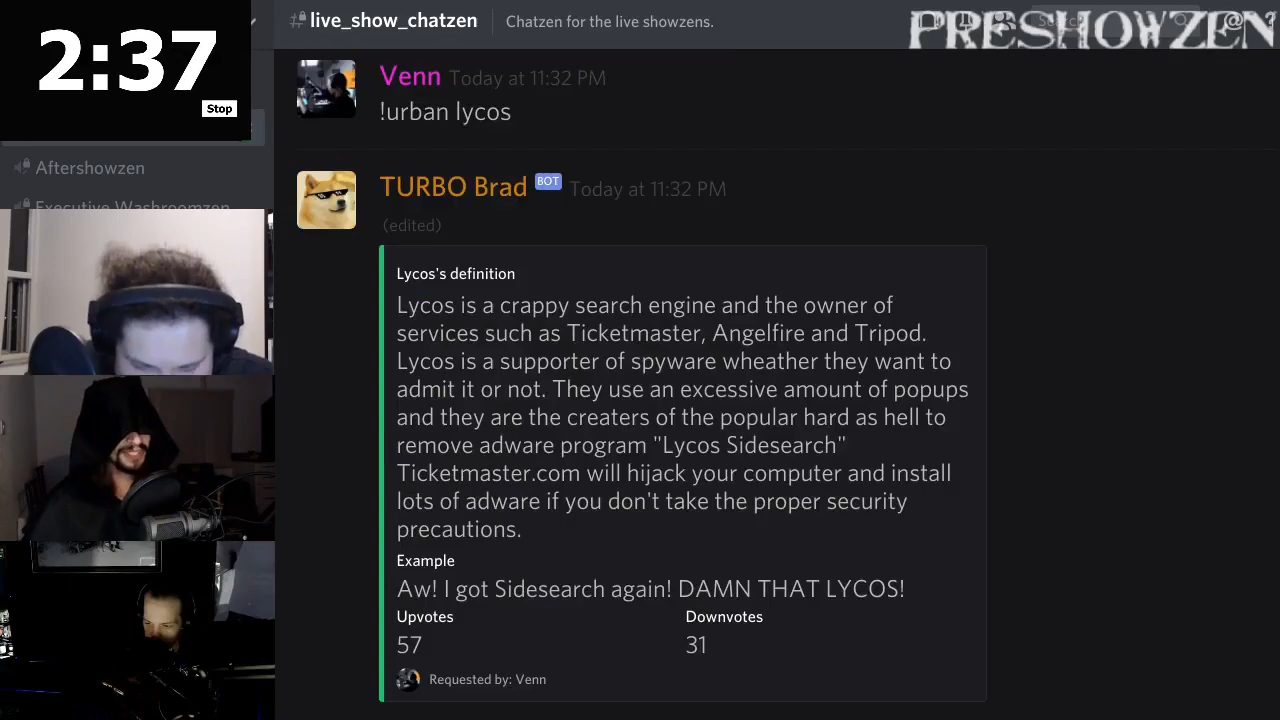 2:37
Stop
Aftershowzen
Executive Washroomzen
live_show_chatzen
Chatzen for the live showzens.
PRESHOWZEN
Venn Today at 11:32 PM
!urban lycos
TURBO Brad BOT Today at 11:32 PM
(edited)
Lycos's definition
Lycos is a crappy search engine and the owner of
services such as Ticketmaster, Angelfire and Tripod.
Lycos is a supporter of spyware wheather they want to
admit it or not. They use an excessive amount of popups
and they are the creaters of the popular hard as hell to
remove adware program "Lycos Sidesearch"
Ticketmaster.com will hijack your computer and install
lots of adware if you don't take the proper security
precautions.
Example
Aw! I got Sidesearch again! DAMN THAT LYCOS!
Upvotes Downvotes
57 31
Requested by: Venn